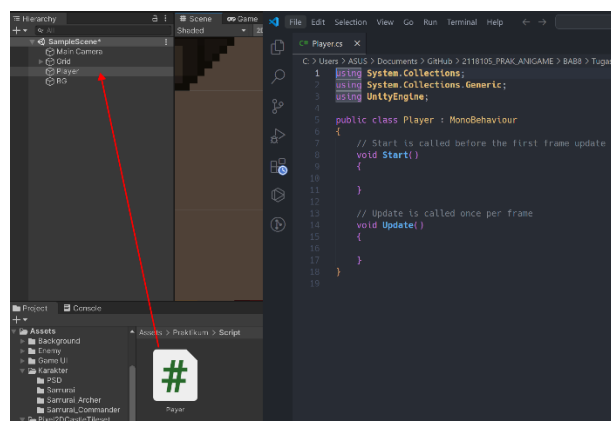 Hierarchy
All
SampleScene*
Main Camera
Grid
Player
BG
Scene
Game
Shaded
Project
Console
Assets
Background
Enemy
Game UI
Karakter
PSD
Samurai
Samurai_Archer
Samurai_Commander
Pixel2DCastleTileset
Assets > Praktikum > Script
Player
File Edit Selection View Go Run Terminal Help
Player.cs
C: > Users > ASUS > Documents > GitHub > 2118105_PRAK_ANIGAME > BAB8 > Tugas
1 using System.Collections;
2 using System.Collections.Generic;
3 using UnityEngine;
4
5 public class Player : MonoBehaviour
6 {
7 // Start is called before the first frame update
8 void Start()
9 {
10
11 }
12
13 // Update is called once per frame
14 void Update()
15 {
16
17 }
18 }
19